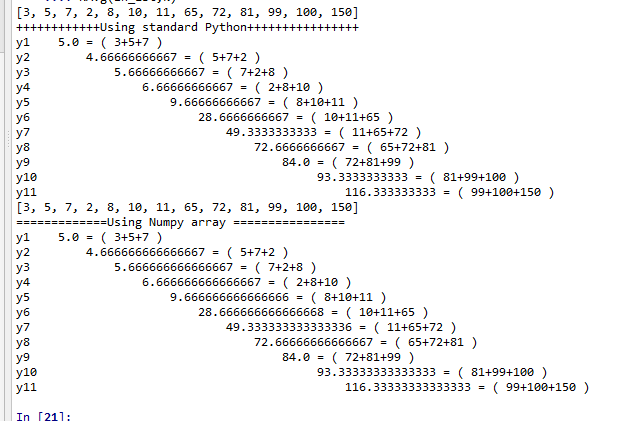 [3, 5, 7, 2, 8, 10, 11, 65, 72, 81, 99, 100, 150]
++++++++++++Using standard Python++++++++++++++++
y1    5.0 = ( 3+5+7 )
y2        4.66666666667 = ( 5+7+2 )
y3            5.66666666667 = ( 7+2+8 )
y4                6.66666666667 = ( 2+8+10 )
y5                    9.66666666667 = ( 8+10+11 )
y6                        28.6666666667 = ( 10+11+65 )
y7                            49.3333333333 = ( 11+65+72 )
y8                                72.6666666667 = ( 65+72+81 )
y9                                    84.0 = ( 72+81+99 )
y10                                        93.3333333333 = ( 81+99+100 )
y11                                            116.333333333 = ( 99+100+150 )
[3, 5, 7, 2, 8, 10, 11, 65, 72, 81, 99, 100, 150]
=============Using Numpy array ================
y1    5.0 = ( 3+5+7 )
y2        4.666666666666667 = ( 5+7+2 )
y3            5.666666666666667 = ( 7+2+8 )
y4                6.666666666666667 = ( 2+8+10 )
y5                    9.666666666666666 = ( 8+10+11 )
y6                        28.666666666666668 = ( 10+11+65 )
y7                            49.333333333333336 = ( 11+65+72 )
y8                                72.66666666666667 = ( 65+72+81 )
y9                                    84.0 = ( 72+81+99 )
y10                                        93.33333333333333 = ( 81+99+100 )
y11                                            116.33333333333333 = ( 99+100+150 )
In [21]: